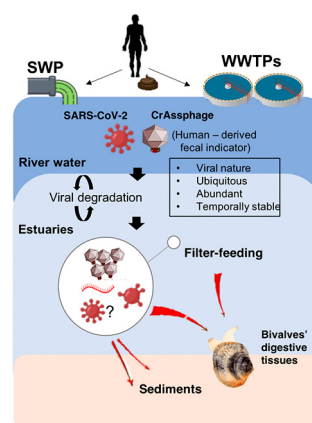 SWP
WWTPs
SARS-CoV-2
CrAssphage
(Human – derived
fecal indicator)
River water
• Viral nature
• Ubiquitous
• Abundant
• Temporally stable
Viral degradation
Estuaries
Filter-feeding
?
Bivalves'
digestive
tissues
Sediments